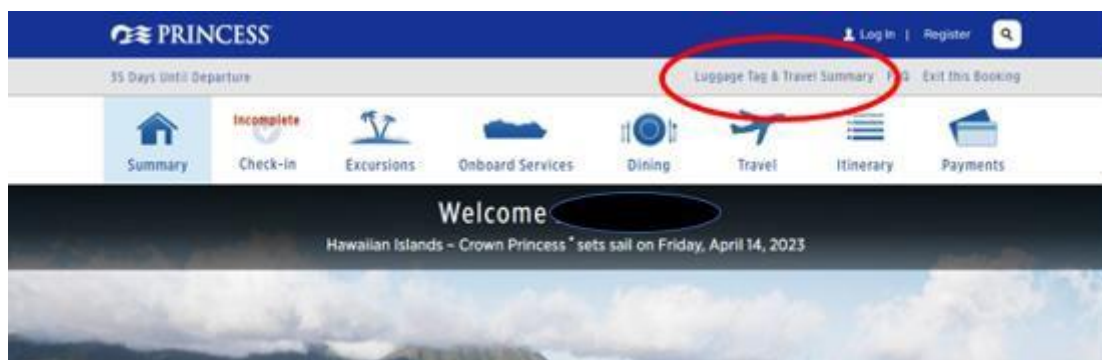 PRINCESS
Log In | Register
35 Days Until Departure
Luggage Tag & Travel Summary
Exit this Booking
Incomplete
Summary
Check-in
Excursions
Onboard Services
Dining
Travel
Itinerary
Payments
Welcome
Hawaiian Islands – Crown Princess® sets sail on Friday, April 14, 2023